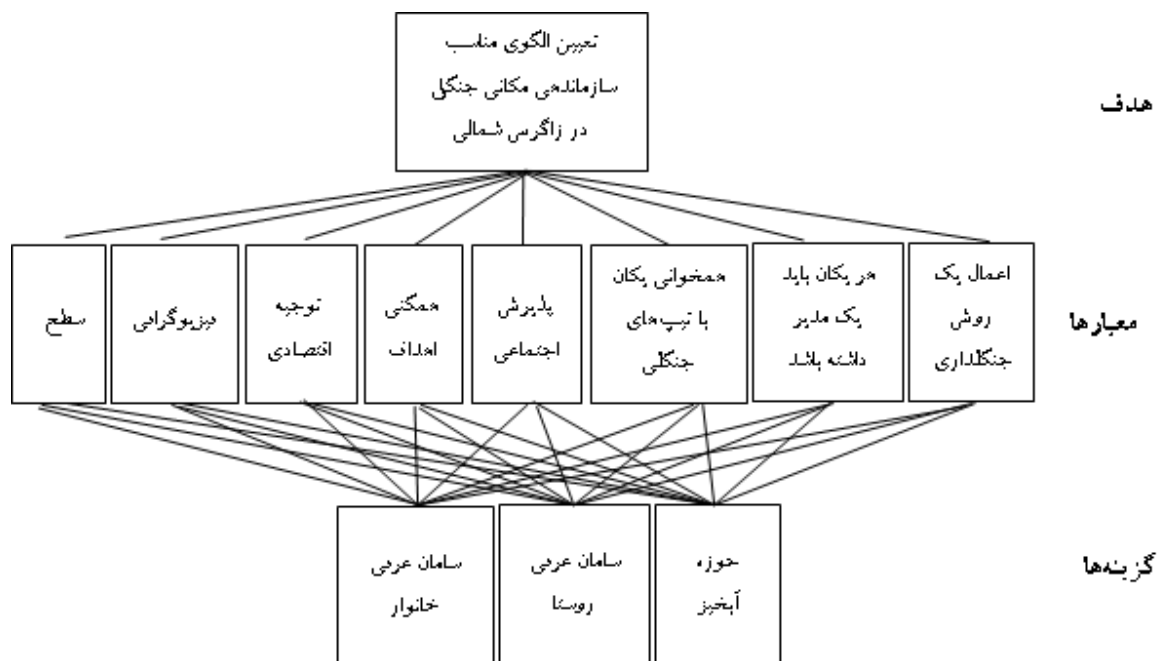 تعیین الگوی مناسب
سازماندهی مکانی جنگل
در زاگرس شمالی
هدف
اعمال یک
روش
جنگلداری
هر یکان باید
یک مدیر
داشته باشد
همخوانی یکان
با تیپ‌های
جنگلی
پذیرش
اجتماعی
همگنی
اهداف
توجیه
اقتصادی
فیزیوگرافی
سطح
معیارها
حوزه
آبخیز
سامان عرفی
روستا
سامان عرفی
خانوار
گزینه‌ها